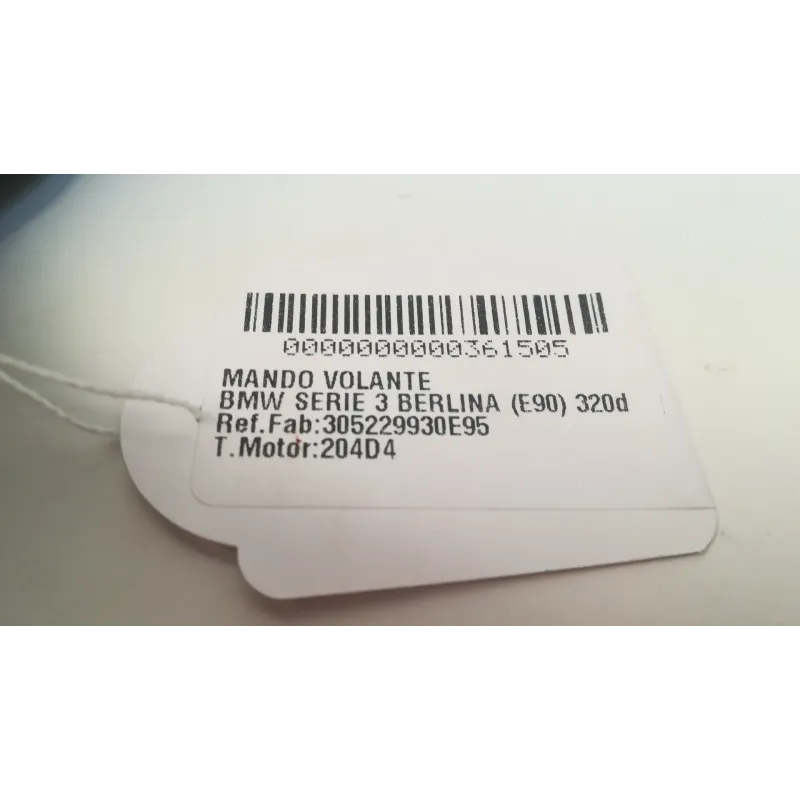 0000000000361505
MANDO VOLANTE
BMW SERIE 3 BERLINA (E90) 320d
Ref.Fab:305229930E95
T.Motor:204D4